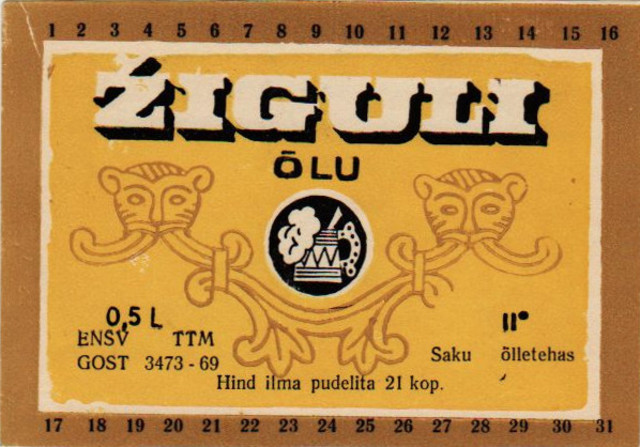 1 2 3 4 5 6 7 8 9 10 11 12 13 14 15 16
ŽIGULI
ÕLU
0,5 L
11°
ENSV TTM
GOST 3473 - 69
Saku õlletehas
Hind ilma pudelita 21 kop.
17 18 19 20 21 22 23 24 25 26 27 28 29 30 31